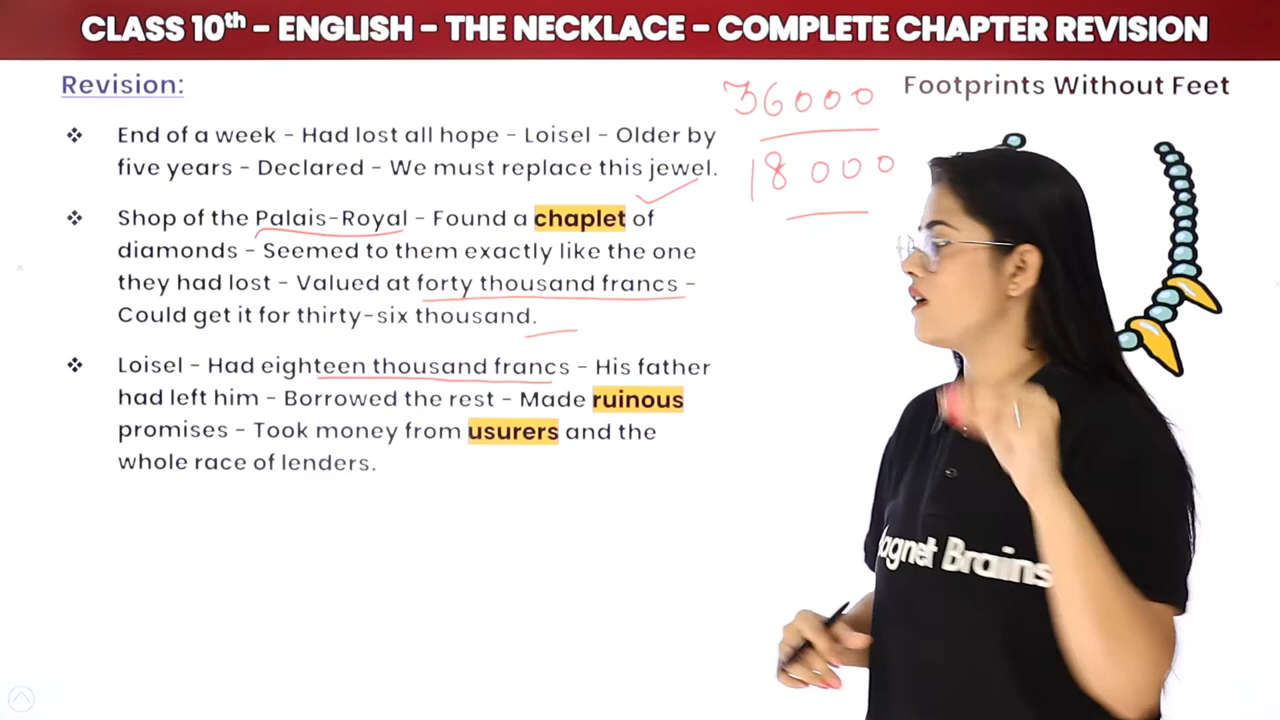 CLASS 10th – ENGLISH – THE NECKLACE – COMPLETE CHAPTER REVISION
Revision:
Footprints Without Feet
36000
18000
❖ End of a week – Had lost all hope – Loisel – Older by
five years – Declared – We must replace this jewel.
❖ Shop of the Palais-Royal – Found a chaplet of
diamonds – Seemed to them exactly like the one
they had lost – Valued at forty thousand francs –
Could get it for thirty-six thousand.
❖ Loisel – Had eighteen thousand francs – His father
had left him – Borrowed the rest – Made ruinous
promises – Took money from usurers and the
whole race of lenders.
agnet Brains